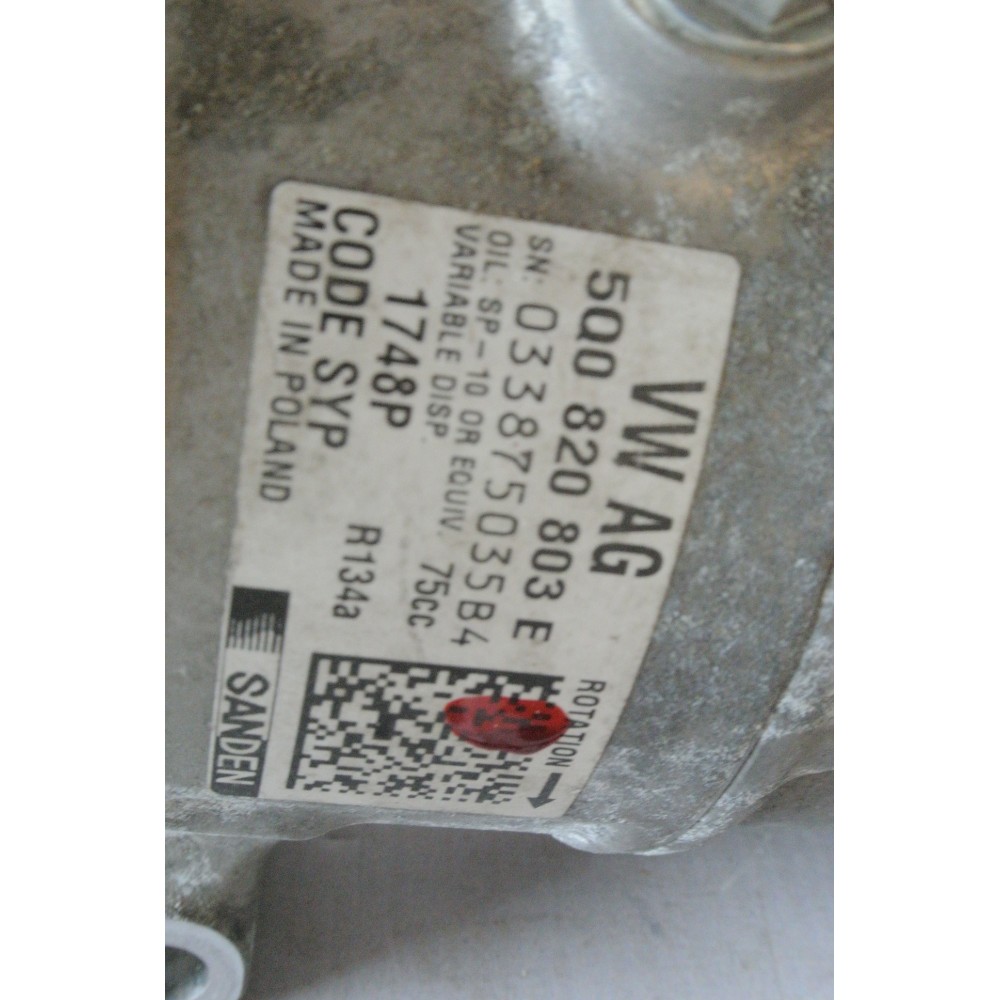 VW AG
5Q0 820 803 E
SN: 033875035B4
OIL: SP-10 OR EQUIV. 75cc
VARIABLE DISP.
1748P R134a
CODE SYP
MADE IN POLAND
ROTATION →
SANDEN